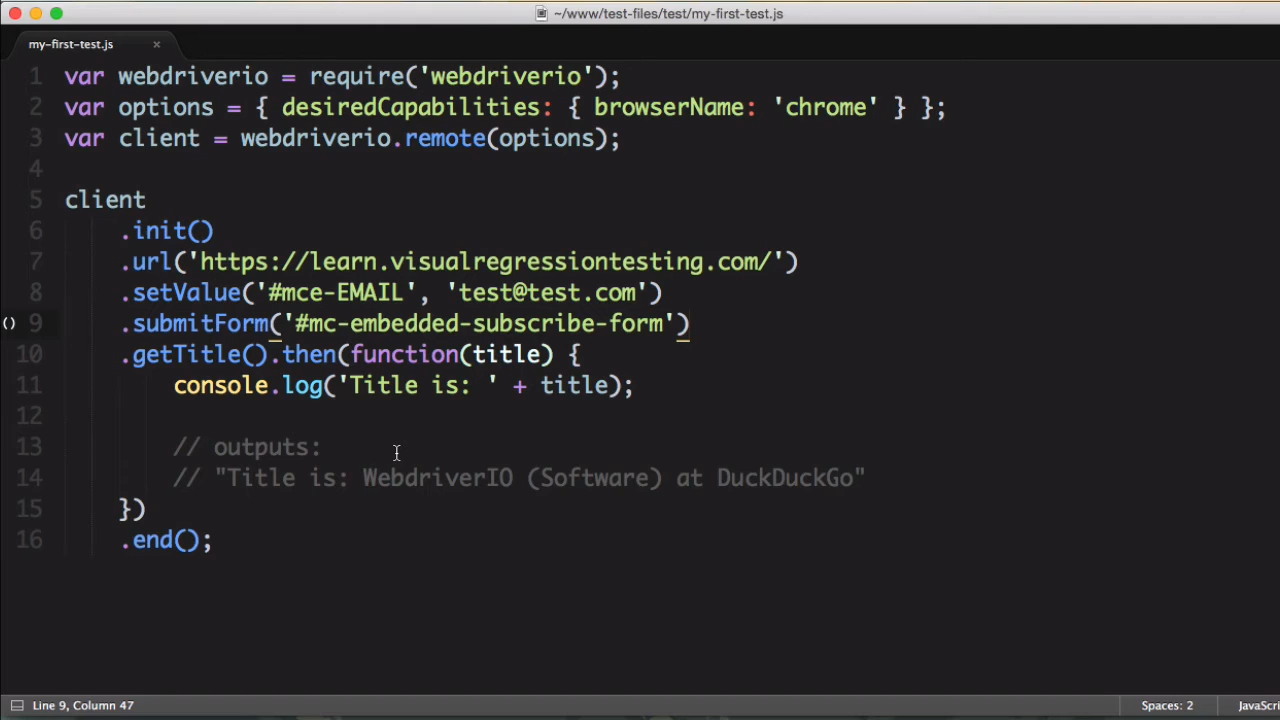 ~/www/test-files/test/my-first-test.js
my-first-test.js ×
1 var webdriverio = require('webdriverio');
2 var options = { desiredCapabilities: { browserName: 'chrome' } };
3 var client = webdriverio.remote(options);
4
5 client
6 .init()
7 .url('https://learn.visualregressiontesting.com/')
8 .setValue('#mce-EMAIL', 'test@test.com')
() 9 .submitForm('#mc-embedded-subscribe-form')
10 .getTitle().then(function(title) {
11 console.log('Title is: ' + title);
12
13 // outputs:
14 // "Title is: WebdriverIO (Software) at DuckDuckGo"
15 })
16 .end();
Line 9, Column 47 Spaces: 2 JavaScri